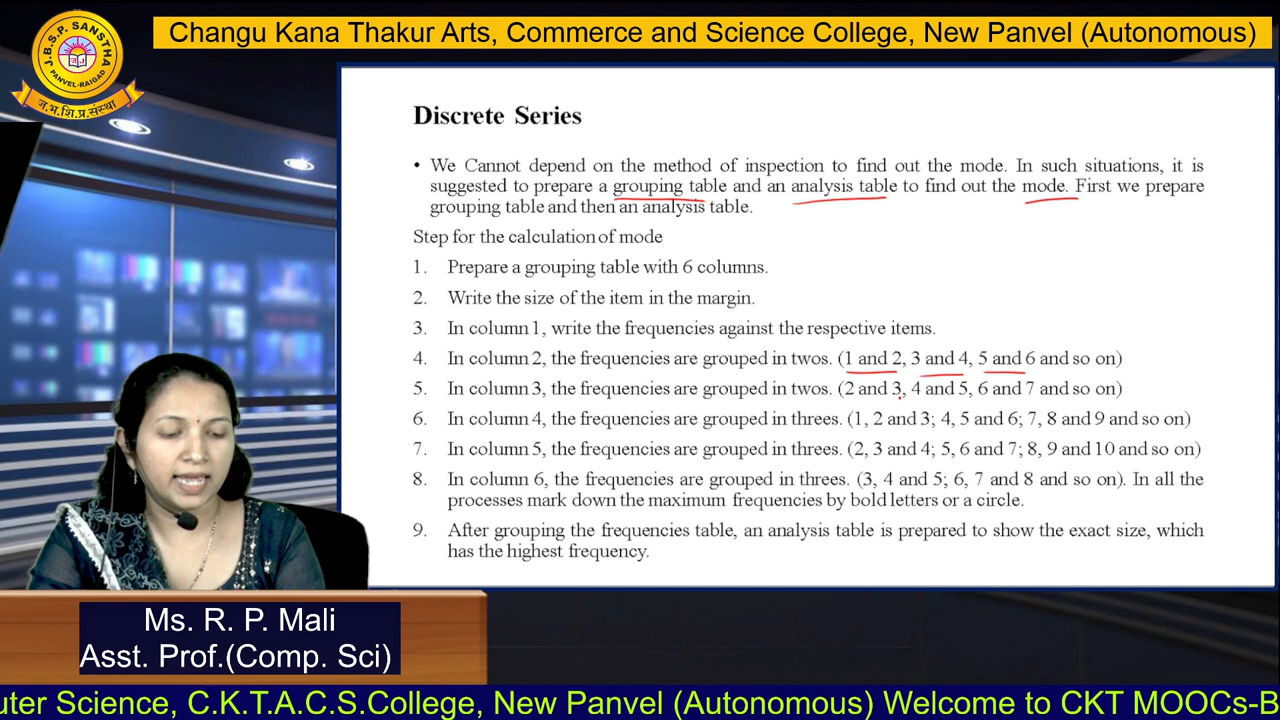 J.B.S.P. SANSTHA
PANVEL-RAIGAD
ज.भ.शि.प्र.संस्था
Changu Kana Thakur Arts, Commerce and Science College, New Panvel (Autonomous)
Discrete Series
• We Cannot depend on the method of inspection to find out the mode. In such situations, it is
suggested to prepare a grouping table and an analysis table to find out the mode. First we prepare
grouping table and then an analysis table.
Step for the calculation of mode
1. Prepare a grouping table with 6 columns.
2. Write the size of the item in the margin.
3. In column 1, write the frequencies against the respective items.
4. In column 2, the frequencies are grouped in twos. (1 and 2, 3 and 4, 5 and 6 and so on)
5. In column 3, the frequencies are grouped in twos. (2 and 3, 4 and 5, 6 and 7 and so on)
6. In column 4, the frequencies are grouped in threes. (1, 2 and 3; 4, 5 and 6; 7, 8 and 9 and so on)
7. In column 5, the frequencies are grouped in threes. (2, 3 and 4; 5, 6 and 7; 8, 9 and 10 and so on)
8. In column 6, the frequencies are grouped in threes. (3, 4 and 5; 6, 7 and 8 and so on). In all the
processes mark down the maximum frequencies by bold letters or a circle.
9. After grouping the frequencies table, an analysis table is prepared to show the exact size, which
has the highest frequency.
Ms. R. P. Mali
Asst. Prof.(Comp. Sci)
uter Science, C.K.T.A.C.S.College, New Panvel (Autonomous) Welcome to CKT MOOCs-B